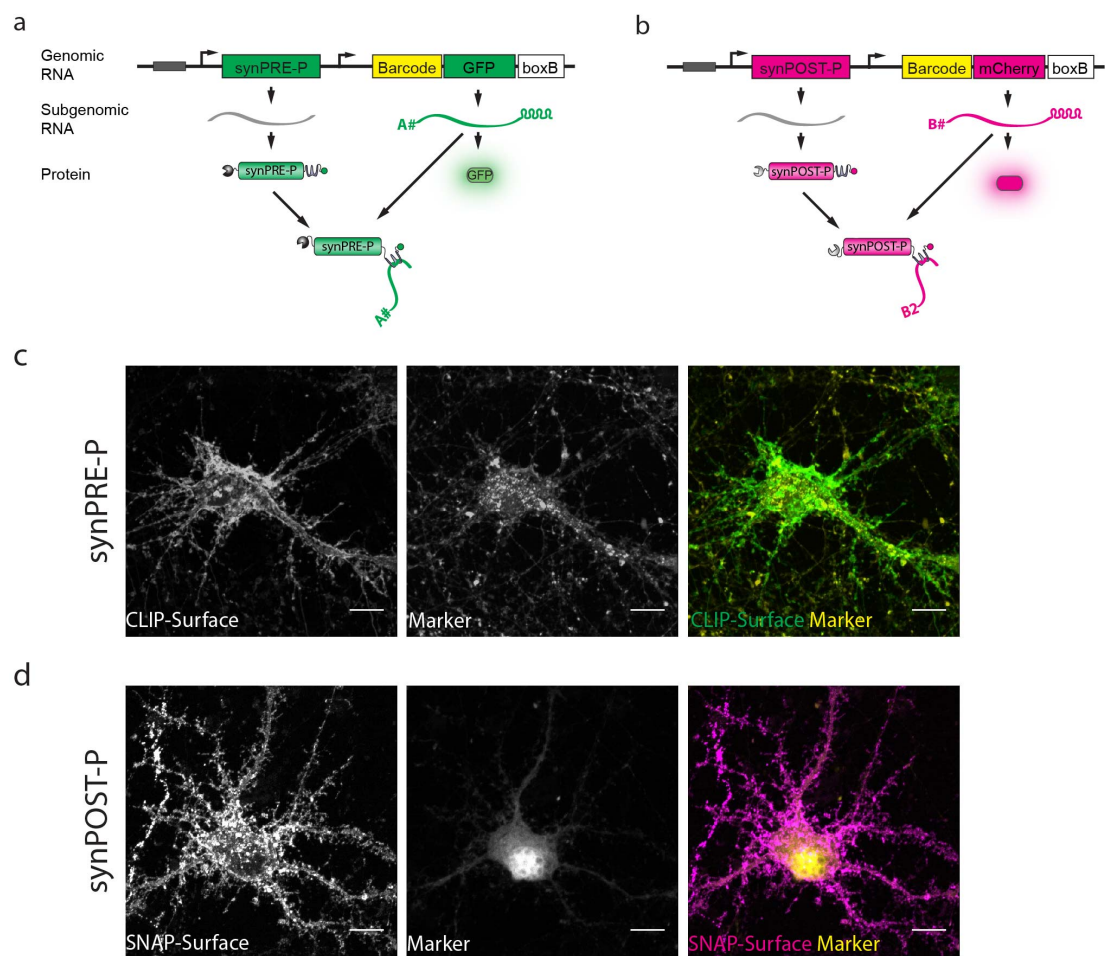 a
Genomic
RNA
synPRE-P
Barcode
GFP
boxB
Subgenomic
RNA
A#
Protein
synPRE-P
GFP
synPRE-P
A#
b
synPOST-P
Barcode
mCherry
boxB
B#
synPOST-P
synPOST-P
B2
c
synPRE-P
CLIP-Surface
Marker
CLIP-Surface Marker
d
synPOST-P
SNAP-Surface
Marker
SNAP-Surface Marker